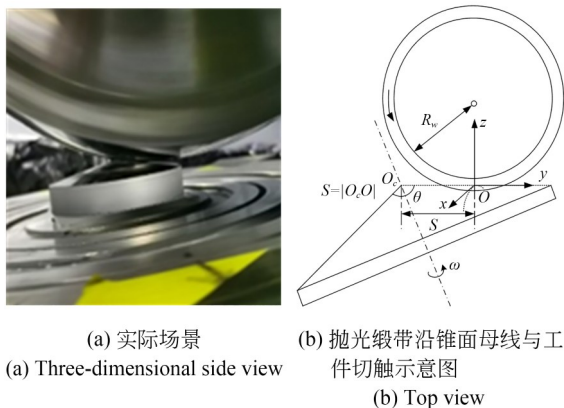 R_w
z
O_c
y
S=|O_cO|
θ
x
O
S
ω
(a) 实际场景
(a) Three-dimensional side view
(b) 抛光缎带沿锥面母线与工
件切触示意图
(b) Top view